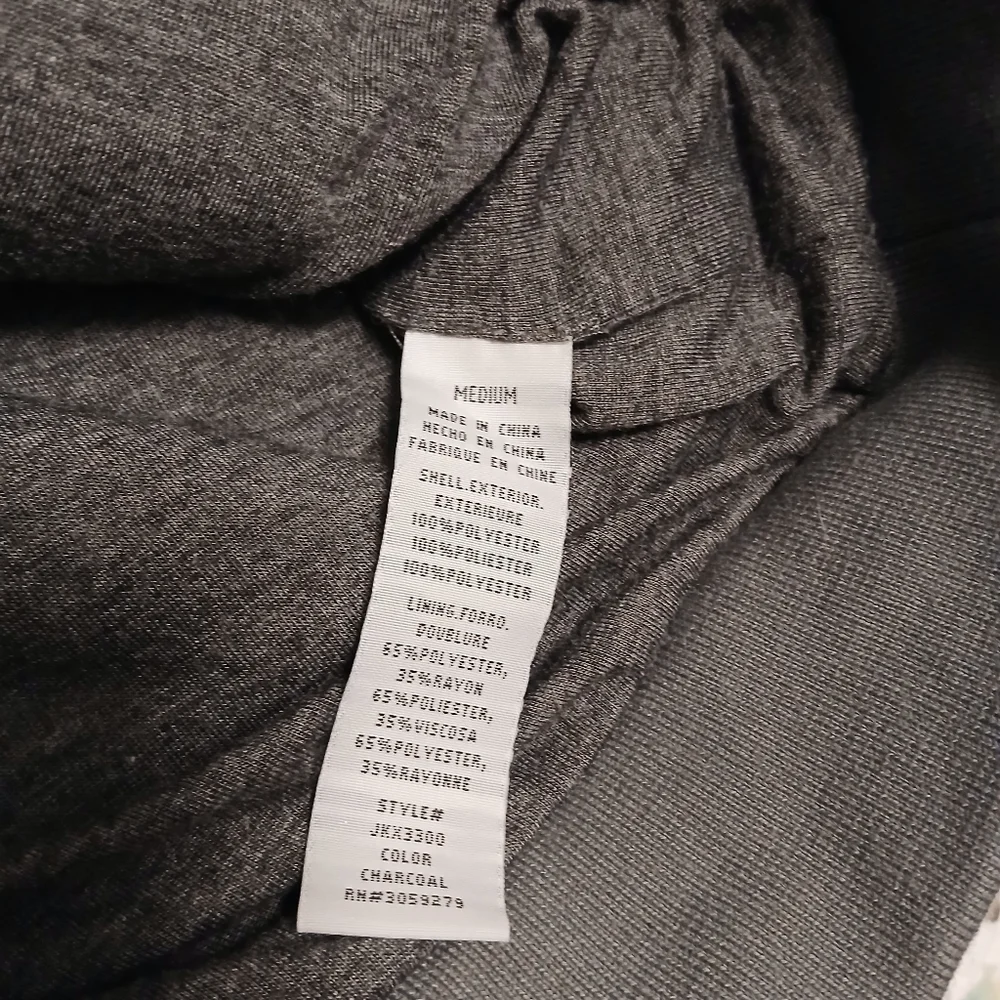 MEDIUM
MADE IN CHINA
HECHO EN CHINA
FABRIQUE EN CHINE
SHELL.EXTERIOR.
EXTERIEURE
100%POLYESTER
100%POLIESTER
100%POLYESTER
LINING.FORRO.
DOUBLURE
65%POLYESTER,
35%RAYON
65%POLIESTER,
35%VISCOSA
65%POLYESTER,
35%RAYONNE
STYLE#
JKX3300
COLOR
CHARCOAL
RN#3059279